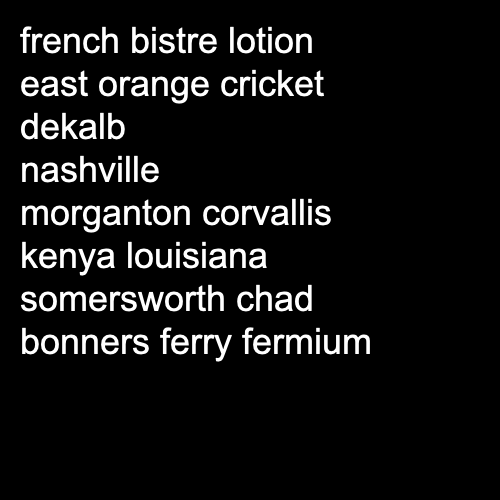 french bistre lotion
east orange cricket
dekalb
nashville
morganton corvallis
kenya louisiana
somersworth chad
bonners ferry fermium